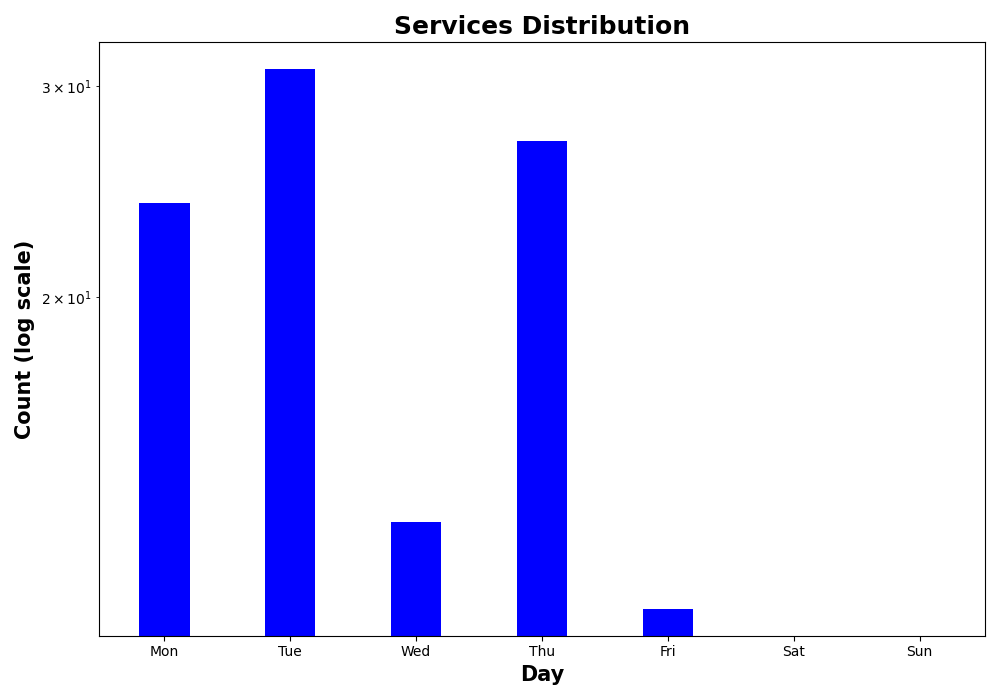 Services Distribution
Count (log scale)
3 × 10¹
2 × 10¹
Mon Tue Wed Thu Fri Sat Sun
Day